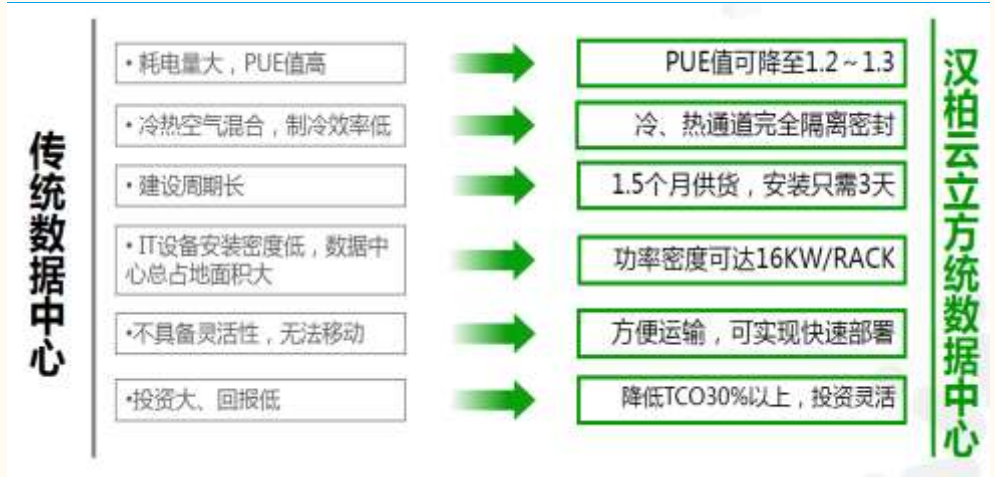 传统数据中心
• 耗电量大，PUE值高
PUE值可降至1.2～1.3
• 冷热空气混合，制冷效率低
冷、热通道完全隔离密封
• 建设周期长
1.5个月供货，安装只需3天
• IT设备安装密度低，数据中
心总占地面积大
功率密度可达16KW/RACK
•不具备灵活性，无法移动
方便运输，可实现快速部署
•投资大、回报低
降低TCO30%以上，投资灵活
汉柏云立方统数据中心